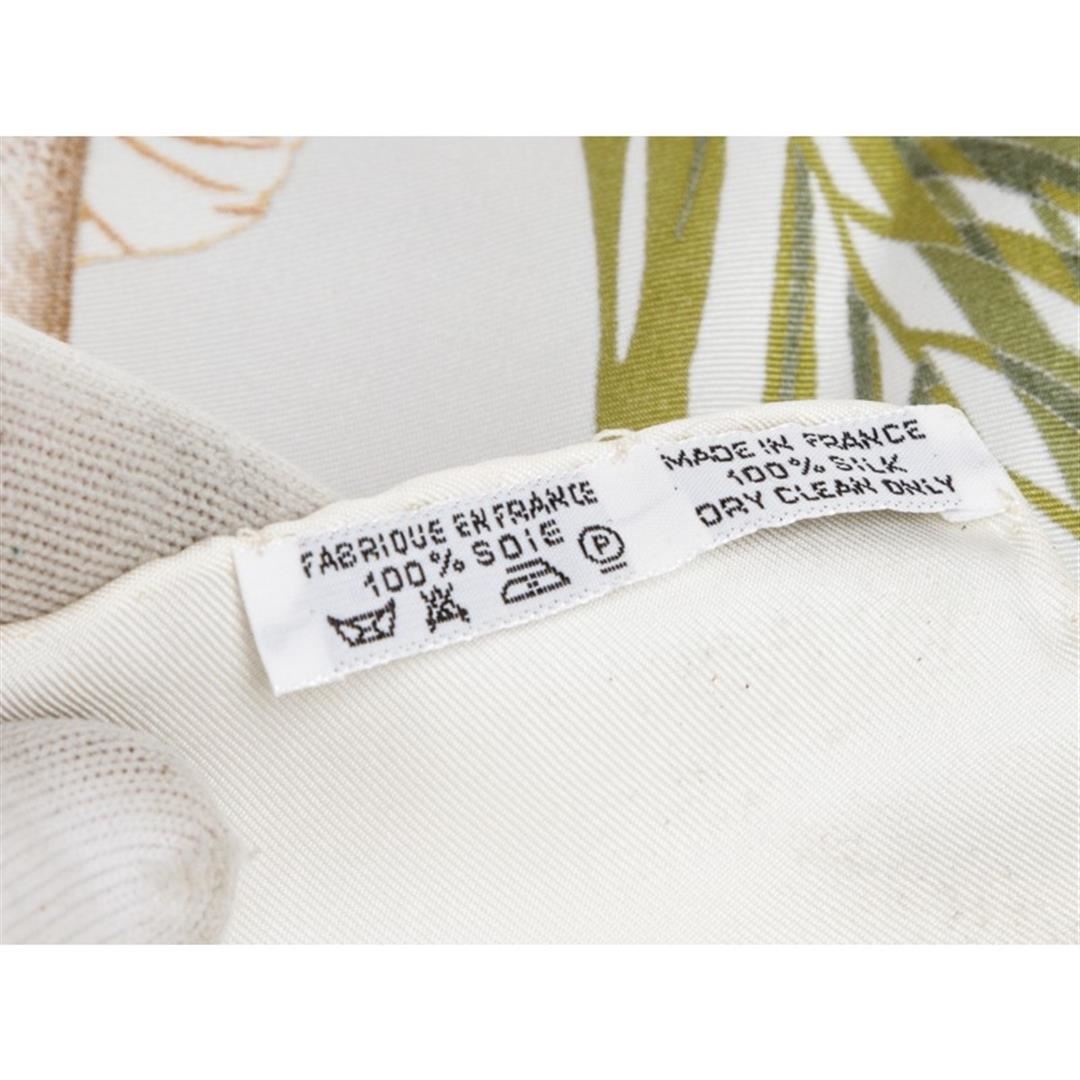 FABRIQUE EN FRANCE
100% SOIE
P
MADE IN FRANCE
100% SILK
DRY CLEAN ONLY